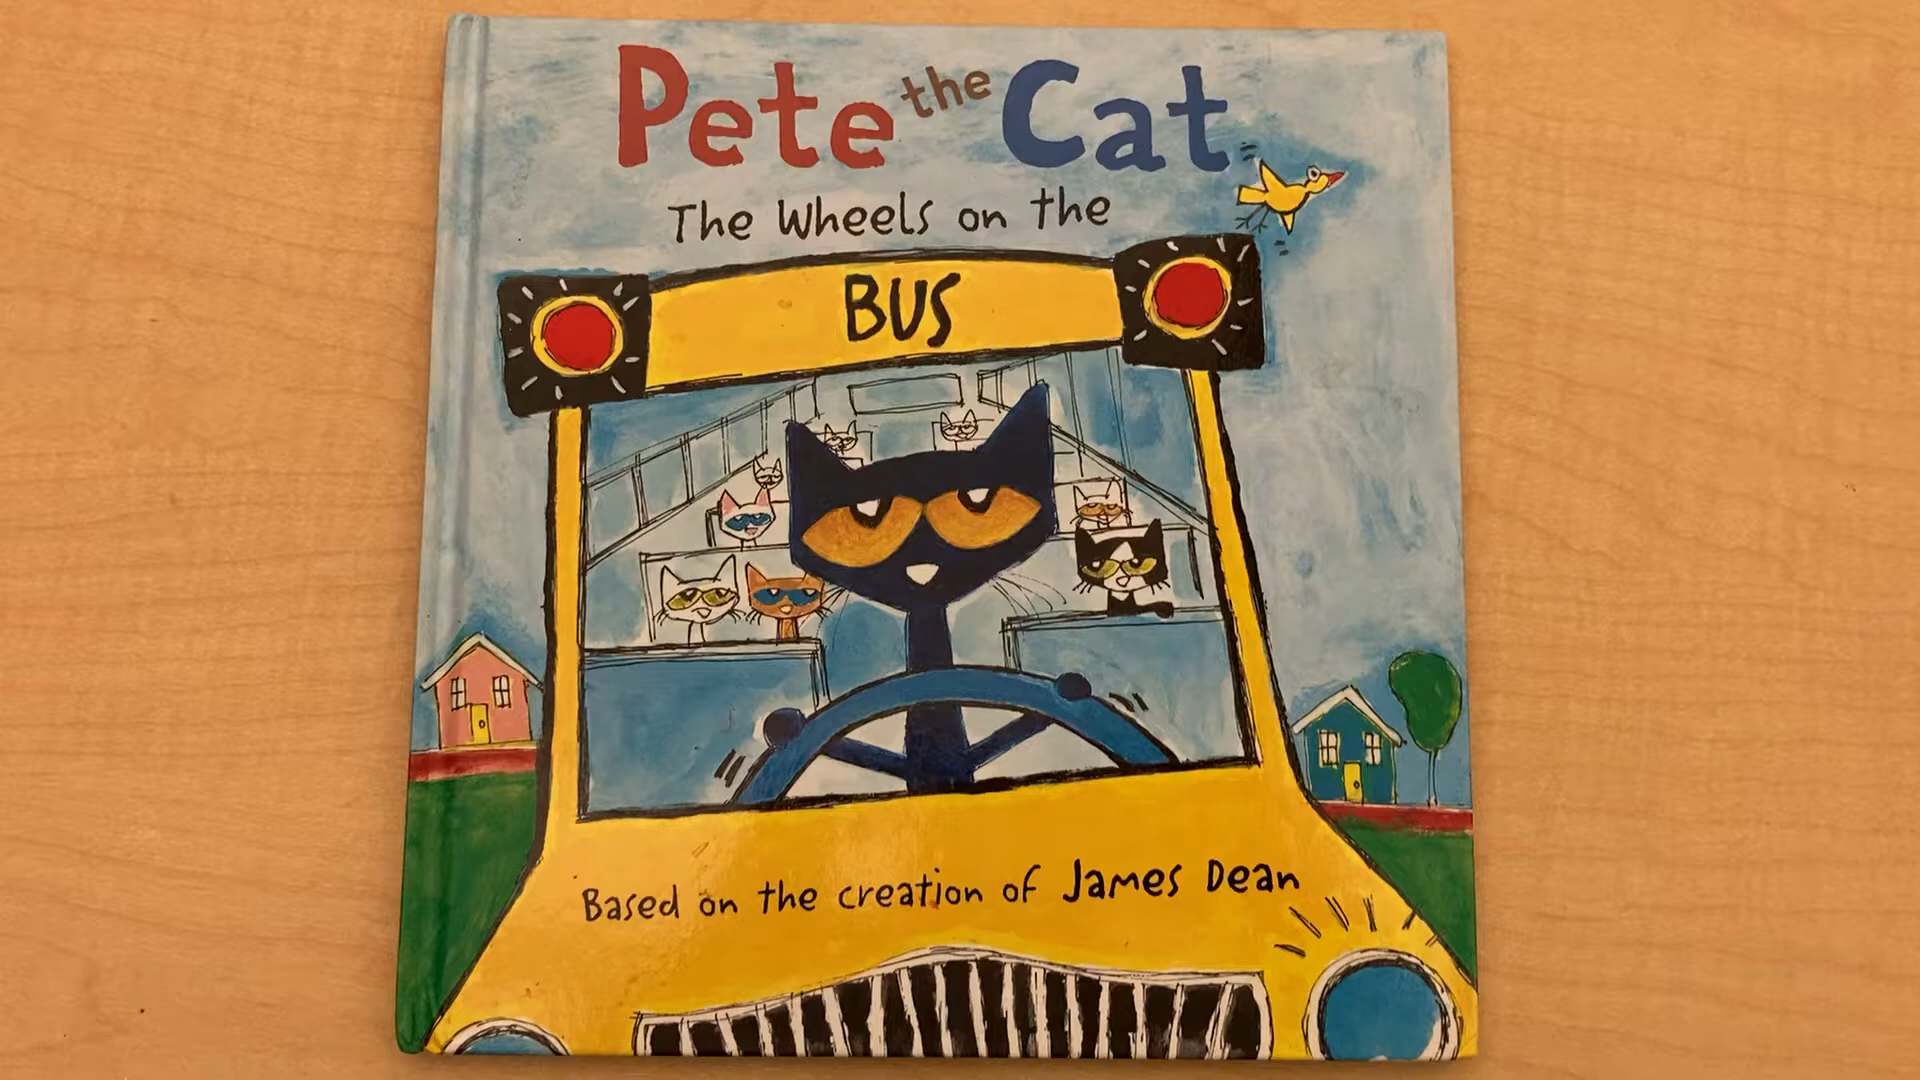 Pete the Cat
The Wheels on the
BUS
Based on the creation of James Dean